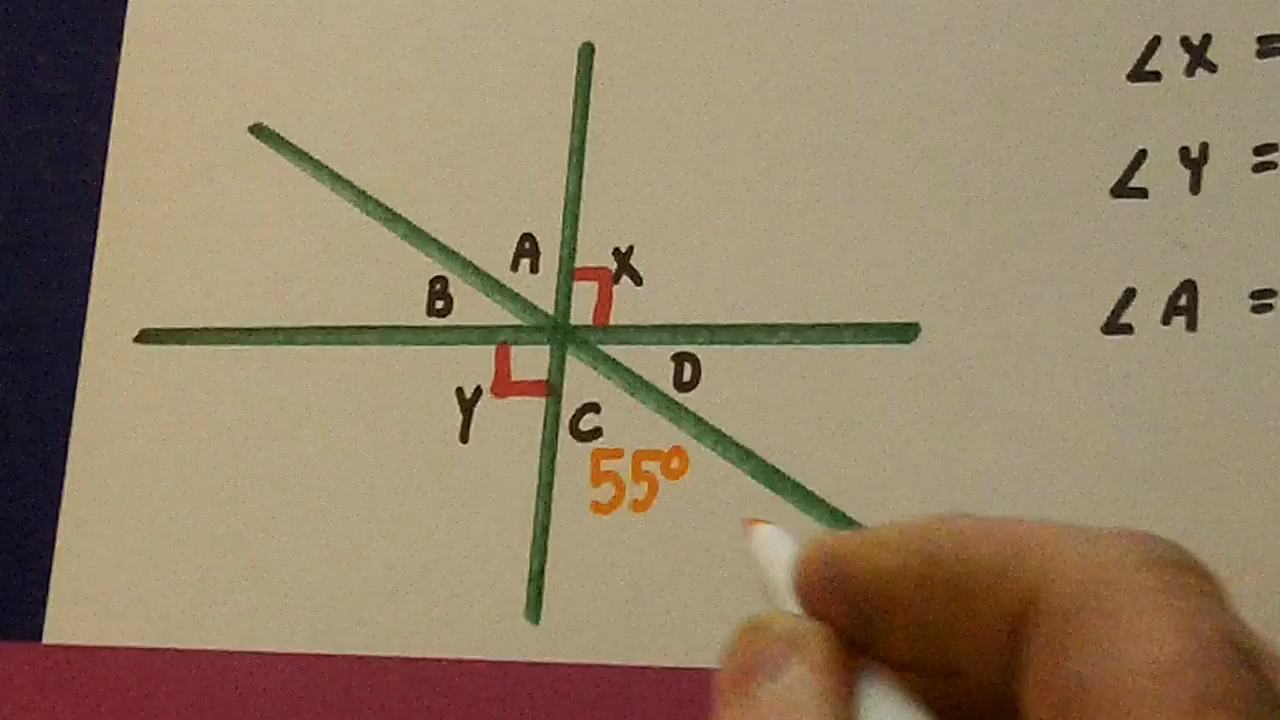 ∠X =
∠Y =
A X
B
∠A =
D
Y C
55°